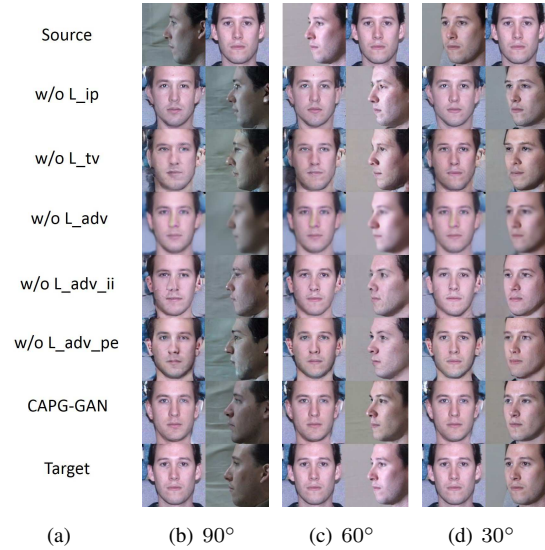 Source
w/o L_ip
w/o L_tv
w/o L_adv
w/o L_adv_ii
w/o L_adv_pe
CAPG-GAN
Target
(a) (b) 90° (c) 60° (d) 30°